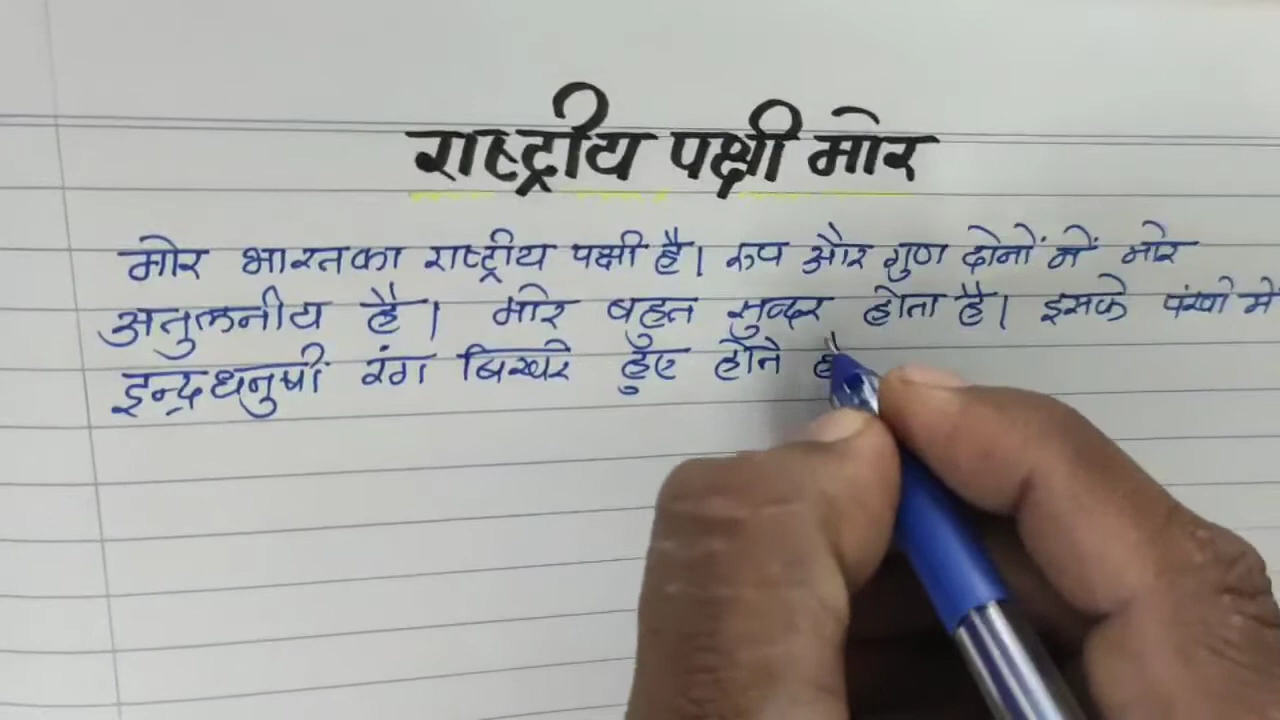 राष्ट्रीय पक्षी मोर
मोर भारत का राष्ट्रीय पक्षी है। रुप और गुण दोनों में मोर
अतुलनीय है। मोर बहुत सुन्दर होता है। इसके पंखो में
इन्द्रधनुषी रंग बिखरे हुए होते